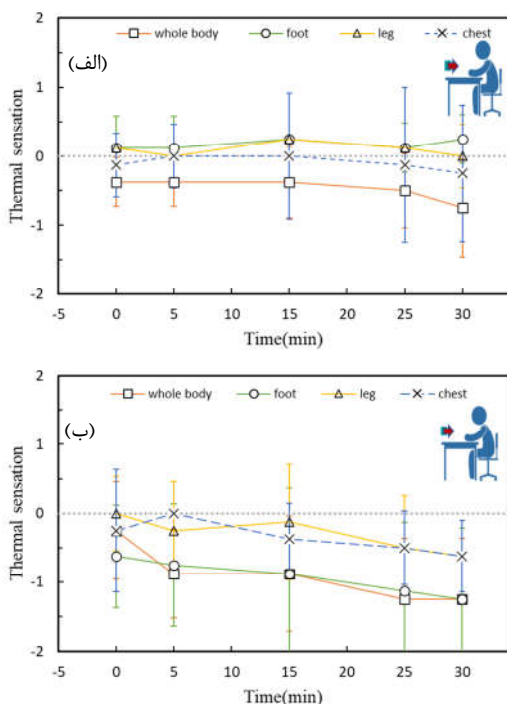 2
whole body foot leg chest
(الف)
1
0
-1
-2
Thermal sensation
-5 0 5 10 15 20 25 30
Time(min)
2
whole body foot leg chest
(ب)
1
0
-1
-2
Thermal sensation
-5 0 5 10 15 20 25 30
Time(min)